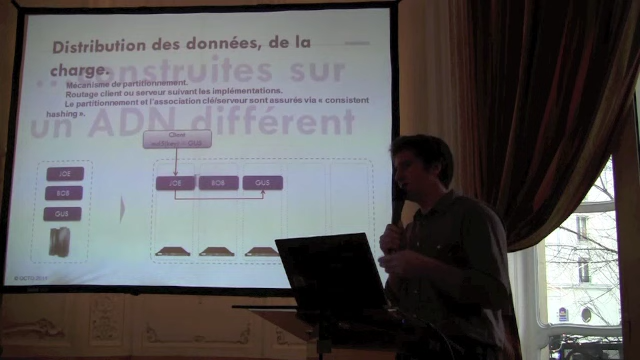 Distribution des données, de la
charge.
... construites sur
Mécanisme de partitionnement.
Routage client ou serveur suivant les implémentations.
Le partitionnement et l'association clé/serveur sont assurés via « consistent
hashing ».
un ADN différent
Client
JOE
BOB
GUS
JOE BOB GUS